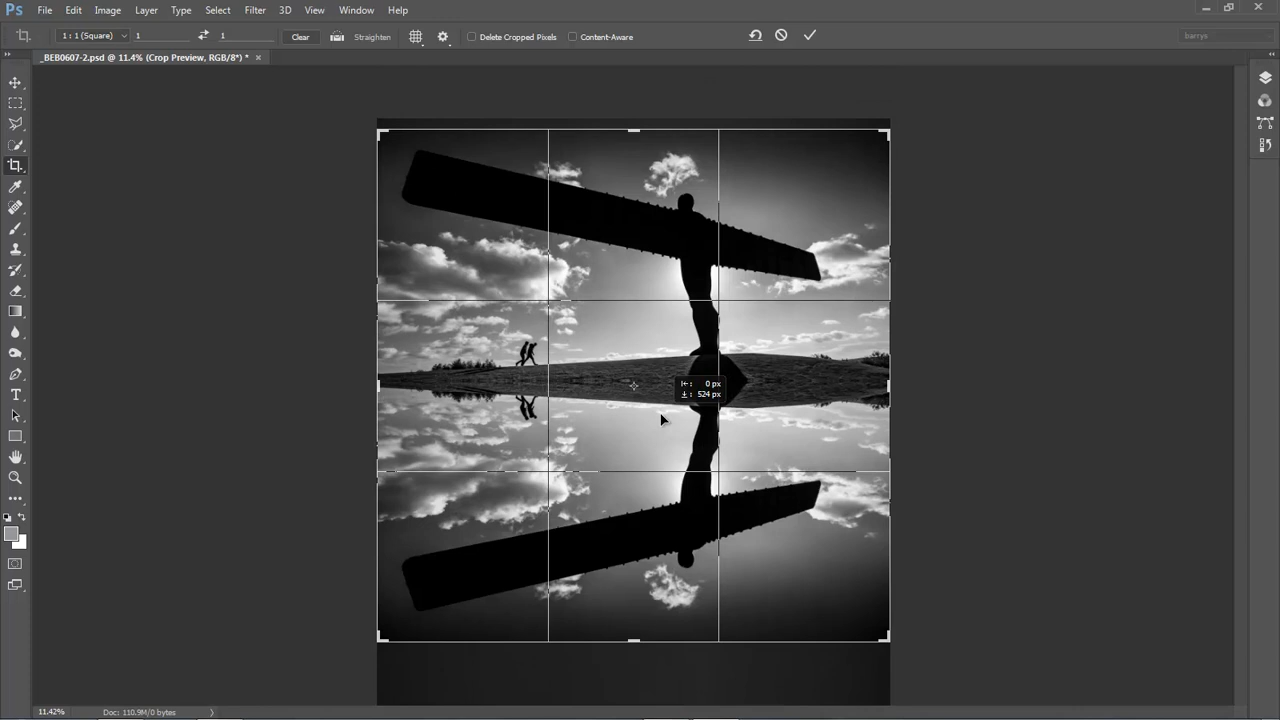 Ps File Edit Image Layer Type Select Filter 3D View Window Help
1 : 1 (Square) 1 1 Clear Straighten Delete Cropped Pixels Content-Aware barrys
_BEB0607-2.psd @ 11.4% (Crop Preview, RGB/8*) *
0 px
524 px
11.42% Doc: 110.9M/0 bytes